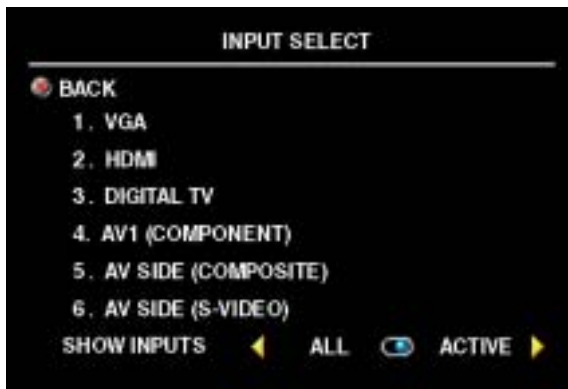 INPUT SELECT
BACK
1. VGA
2. HDMI
3. DIGITAL TV
4. AV1 (COMPONENT)
5. AV SIDE (COMPOSITE)
6. AV SIDE (S-VIDEO)
SHOW INPUTS ALL ACTIVE